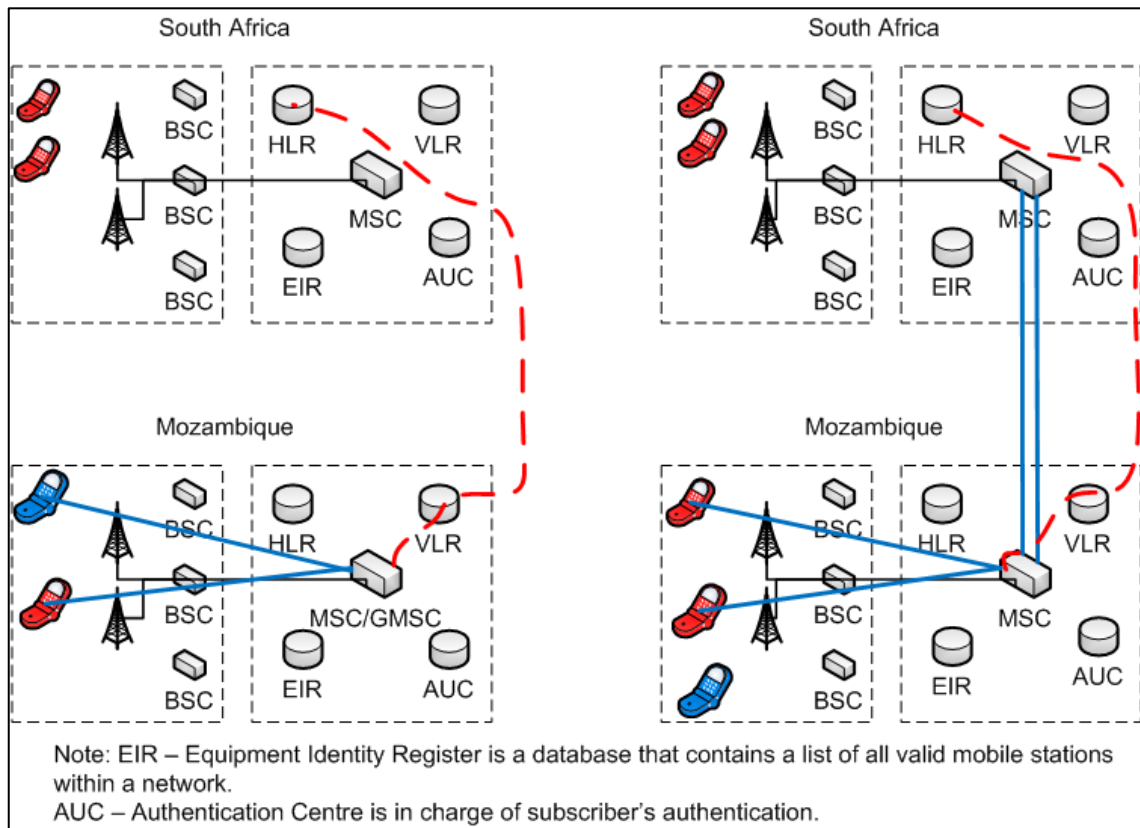 South Africa
South Africa
BSC
HLR
VLR
BSC
MSC
EIR
AUC
BSC
BSC
HLR
VLR
BSC
MSC
EIR
AUC
BSC
Mozambique
Mozambique
BSC
HLR
VLR
BSC
MSC/GMSC
EIR
AUC
BSC
BSC
HLR
VLR
BSC
MSC
EIR
AUC
BSC
Note: EIR – Equipment Identity Register is a database that contains a list of all valid mobile stations
within a network.
AUC – Authentication Centre is in charge of subscriber's authentication.